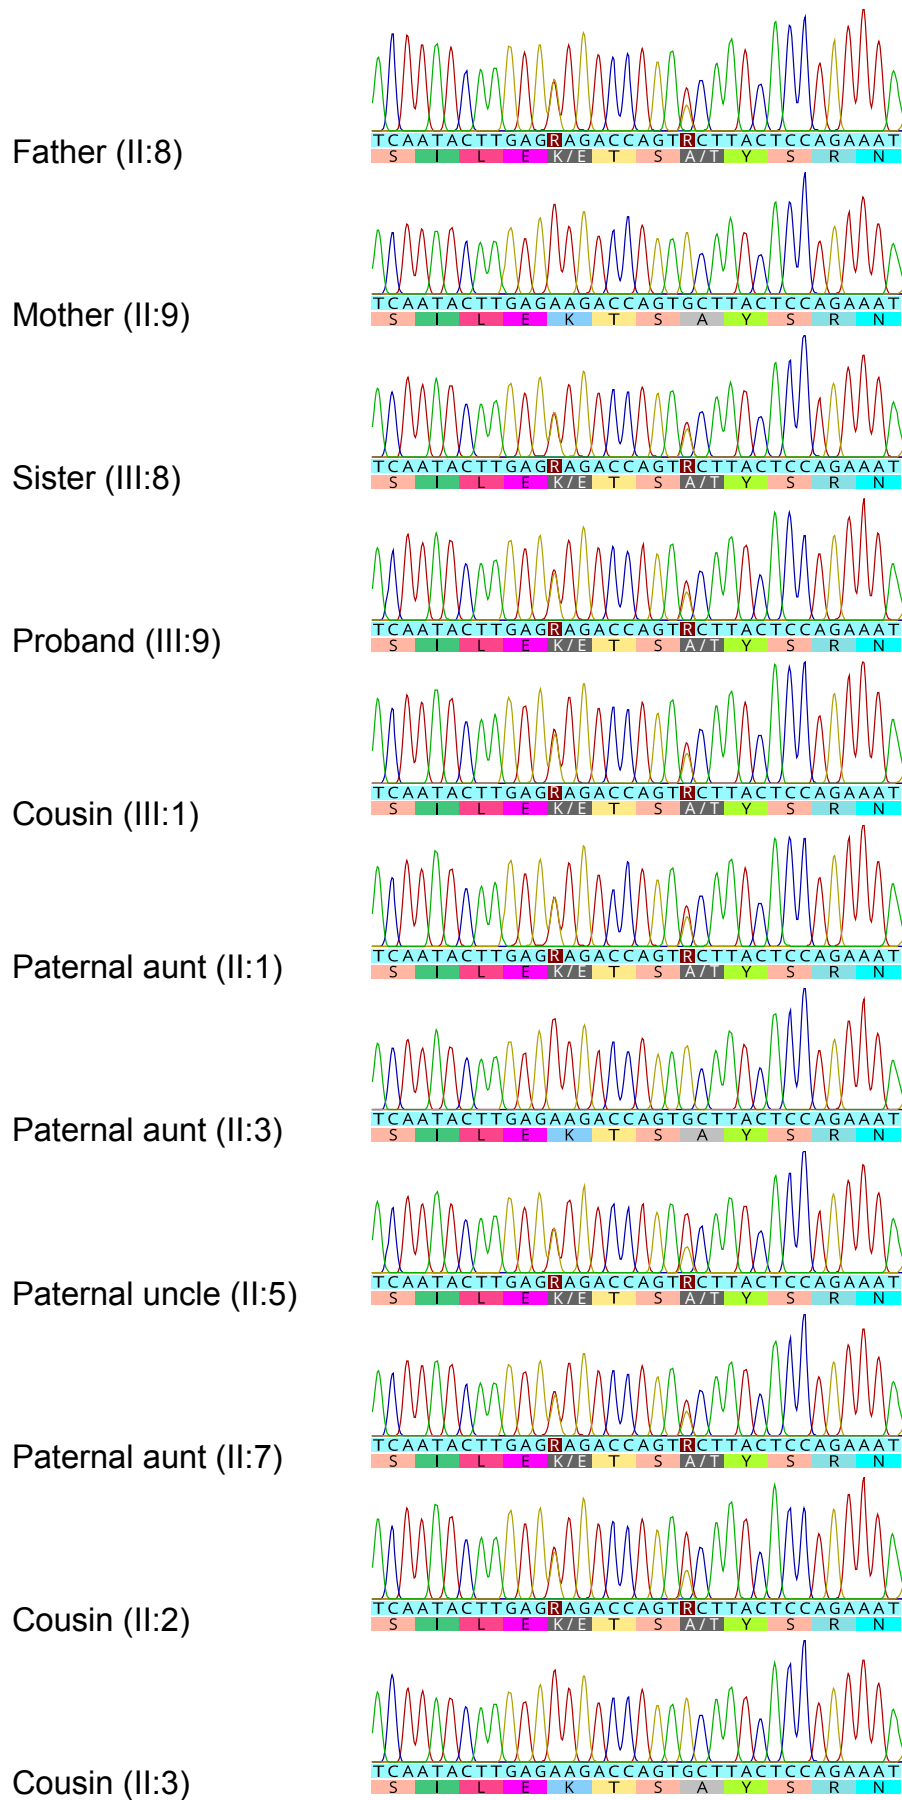 TCAATACTTGAGRAGACCAGTRCTTACTCCAGAAAT
Father (II:8)
S I L E K/E T S A/T Y S R N
TCAATACTTGAGAAGACCAGTGCTTACTCCAGAAAT
Mother (II:9)
S I L E K T S A Y S R N
TCAATACTTGAGRAGACCAGTRCTTACTCCAGAAAT
Sister (III:8)
S I L E K/E T S A/T Y S R N
TCAATACTTGAGRAGACCAGTRCTTACTCCAGAAAT
Proband (III:9)
S I L E K/E T S A/T Y S R N
TCAATACTTGAGRAGACCAGTRCTTACTCCAGAAAT
Cousin (III:1)
S I L E K/E T S A/T Y S R N
TCAATACTTGAGRAGACCAGTRCTTACTCCAGAAAT
Paternal aunt (II:1)
S I L E K/E T S A/T Y S R N
TCAATACTTGAGAAGACCAGTGCTTACTCCAGAAAT
Paternal aunt (II:3)
S I L E K T S A Y S R N
TCAATACTTGAGRAGACCAGTRCTTACTCCAGAAAT
Paternal uncle (II:5)
S I L E K/E T S A/T Y S R N
TCAATACTTGAGRAGACCAGTRCTTACTCCAGAAAT
Paternal aunt (II:7)
S I L E K/E T S A/T Y S R N
TCAATACTTGAGRAGACCAGTRCTTACTCCAGAAAT
Cousin (II:2)
S I L E K/E T S A/T Y S R N
TCAATACTTGAGAAGACCAGTGCTTACTCCAGAAAT
Cousin (II:3)
S I L E K T S A Y S R N